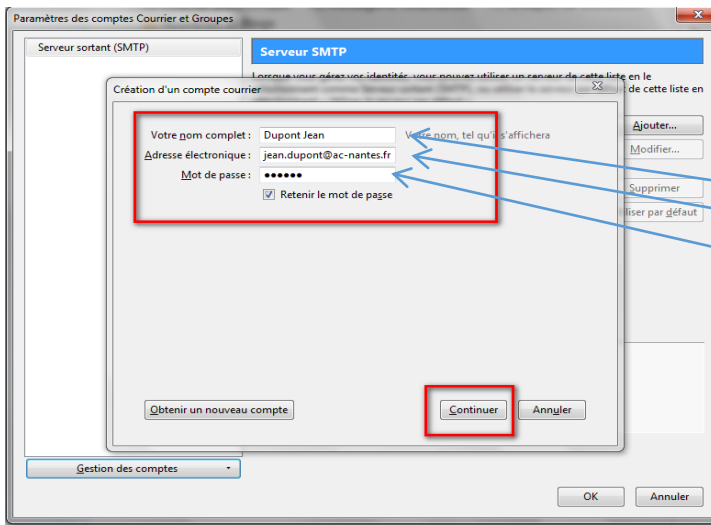 Paramètres des comptes Courrier et Groupes
Serveur sortant (SMTP)
Serveur SMTP
Lorsque vous gérez vos identités, vous pouvez utiliser un serveur de cette liste en le
de cette liste en
Création d'un compte courrier
Votre nom complet : Dupont Jean Votre nom, tel qu'il s'affichera
Adresse électronique : jean.dupont@ac-nantes.fr
Mot de passe : ••••••
Retenir le mot de passe
Ajouter...
Modifier...
Supprimer
liser par défaut
Obtenir un nouveau compte
Continuer
Annuler
Gestion des comptes
OK
Annuler